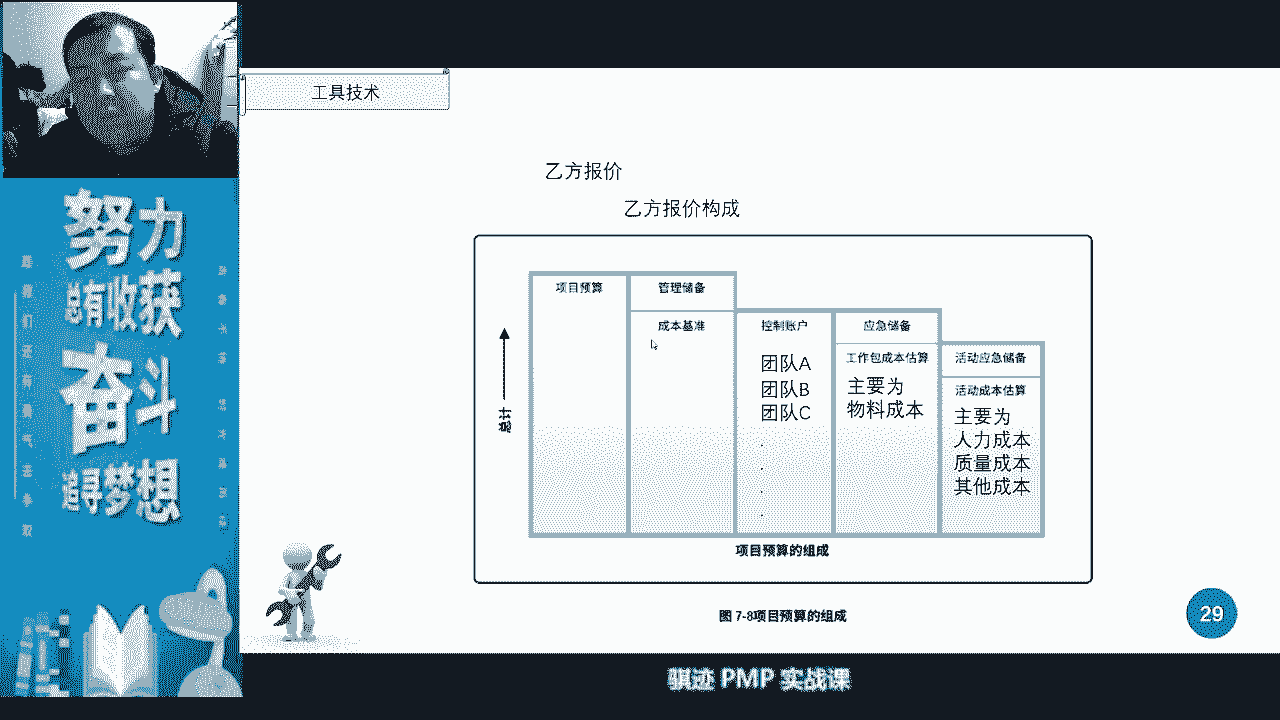 工具技术
乙方报价
乙方报价构成
项目预算
管理储备
成本基准
控制账户
团队A
团队B
团队C
应急储备
工作包成本估算
主要为
物料成本
活动应急储备
活动成本估算
主要为
人力成本
质量成本
其他成本
总计
项目预算的组成
图 7-8项目预算的组成
29
骐迹 PMP 实战课
努力
总有收获
奋斗
追寻梦想